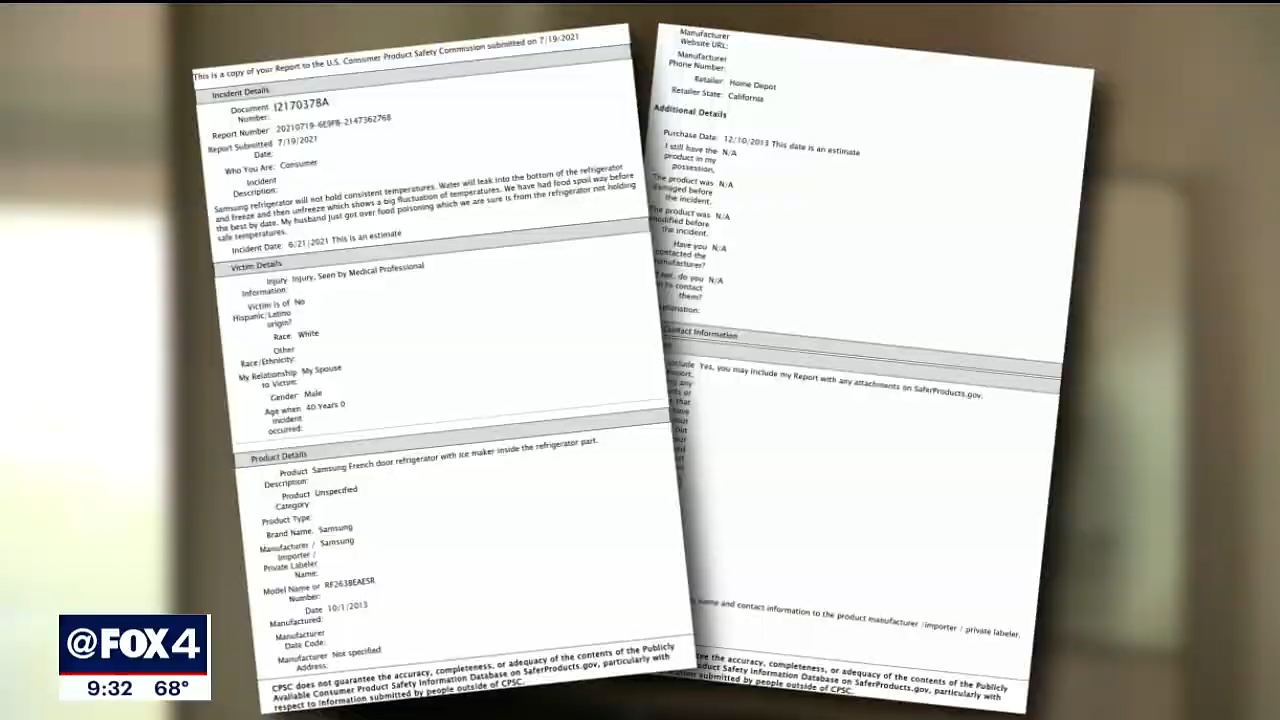 This is a copy of your Report to the U.S. Consumer Product Safety Commission submitted on 7/19/2021
Incident Details
Document Number: I2170378A
Report Number 20210719-6E9FB-2147362768
Report Submitted Date: 7/19/2021
Who You Are: Consumer
Incident Description:
Samsung refrigerator will not hold consistent temperatures. Water will leak into the bottom of the refrigerator
and freeze and then unfreeze which shows a big fluctuation of temperatures. We have had food spoil way before
the best by date. My husband just got over food poisoning which we are sure is from the refrigerator not holding
safe temperatures.
Incident Date: 6/21/2021 This is an estimate
Victim Details
Injury Information: Injury, Seen by Medical Professional
Victim is of Hispanic/Latino origin? No
Race: White
Other Race/Ethnicity:
My Relationship to Victim: My Spouse
Gender Male
Age when incident occurred: 40 Years 0
Product Details
Product Description: Samsung French door refrigerator with ice maker inside the refrigerator part.
Product Category Unspecified
Product Type:
Brand Name. Samsung
Manufacturer / Importer / Private Labeler Name: Samsung
Model Name or Number: RF263BEAESR
Date Manufactured: 10/1/2013
Manufacturer Date Code:
Manufacturer Address: Not specified
CPSC does not guarantee the accuracy, completeness, or adequacy of the contents of the Publicly
Available Consumer Product Safety Information Database on SaferProducts.gov, particularly with
respect to information submitted by people outside of CPSC.
Manufacturer Website URL:
Manufacturer Phone Number:
Retailer: Home Depot
Retailer State: California
Additional Details
Purchase Date: 12/10/2013 This date is an estimate
I still have the product in my possession, N/A
The product was damaged before the incident. N/A
The product was modified before the incident. N/A
Have you contacted the manufacturer? N/A
not, do you to contact them? N/A
Contact Information
Yes, you may include my Report with any attachments on SaferProducts.gov.
name and contact information to the product manufacturer /importer / private labeler.
the accuracy, completeness, or adequacy of the contents of the Publicly
Product Safety Information Database on SaferProducts.gov, particularly with
submitted by people outside of CPSC.
@FOX 4
9:32 68°